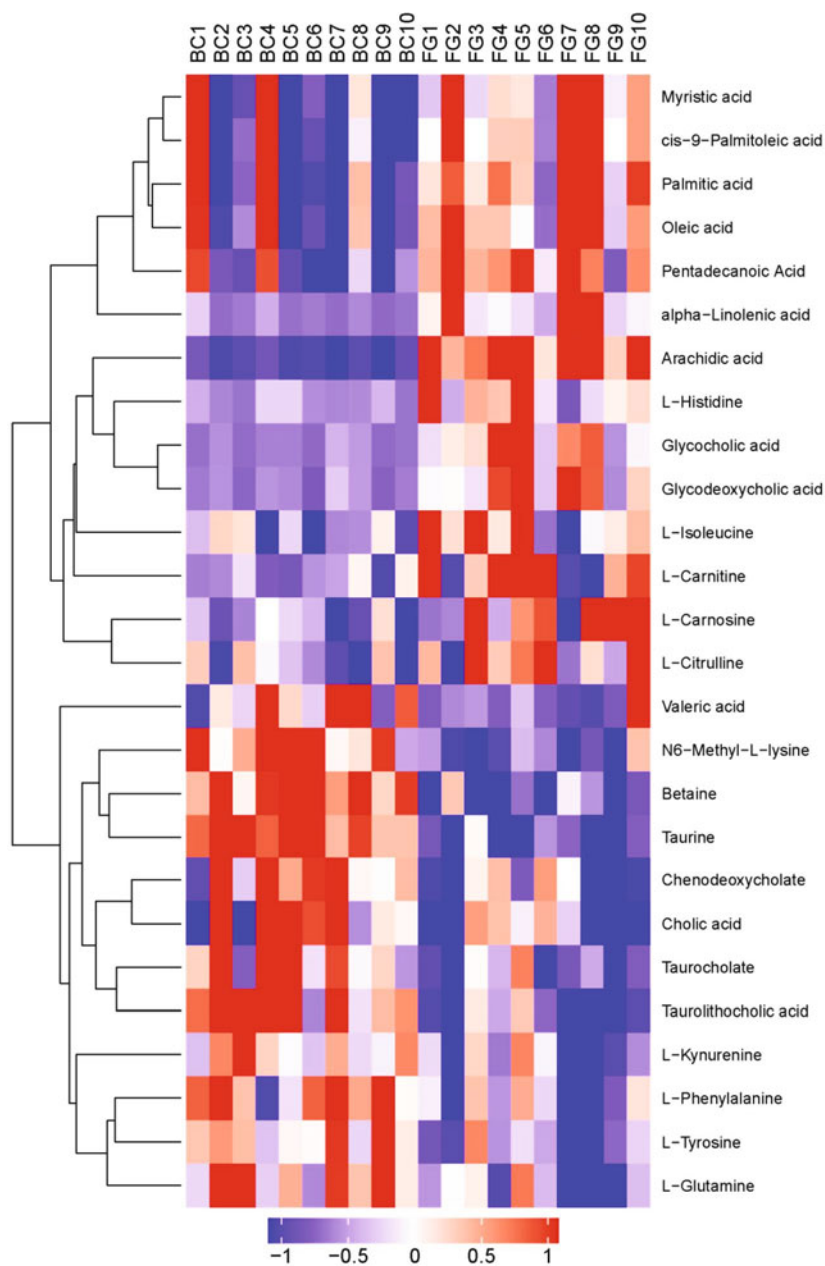 BC1 BC2 BC3 BC4 BC5 BC6 BC7 BC8 BC9 BC10 FG1 FG2 FG3 FG4 FG5 FG6 FG7 FG8 FG9 FG10
Myristic acid
cis−9−Palmitoleic acid
Palmitic acid
Oleic acid
Pentadecanoic Acid
alpha−Linolenic acid
Arachidic acid
L−Histidine
Glycocholic acid
Glycodeoxycholic acid
L−Isoleucine
L−Carnitine
L−Carnosine
L−Citrulline
Valeric acid
N6−Methyl−L−lysine
Betaine
Taurine
Chenodeoxycholate
Cholic acid
Taurocholate
Taurolithocholic acid
L−Kynurenine
L−Phenylalanine
L−Tyrosine
L−Glutamine
−1 −0.5 0 0.5 1